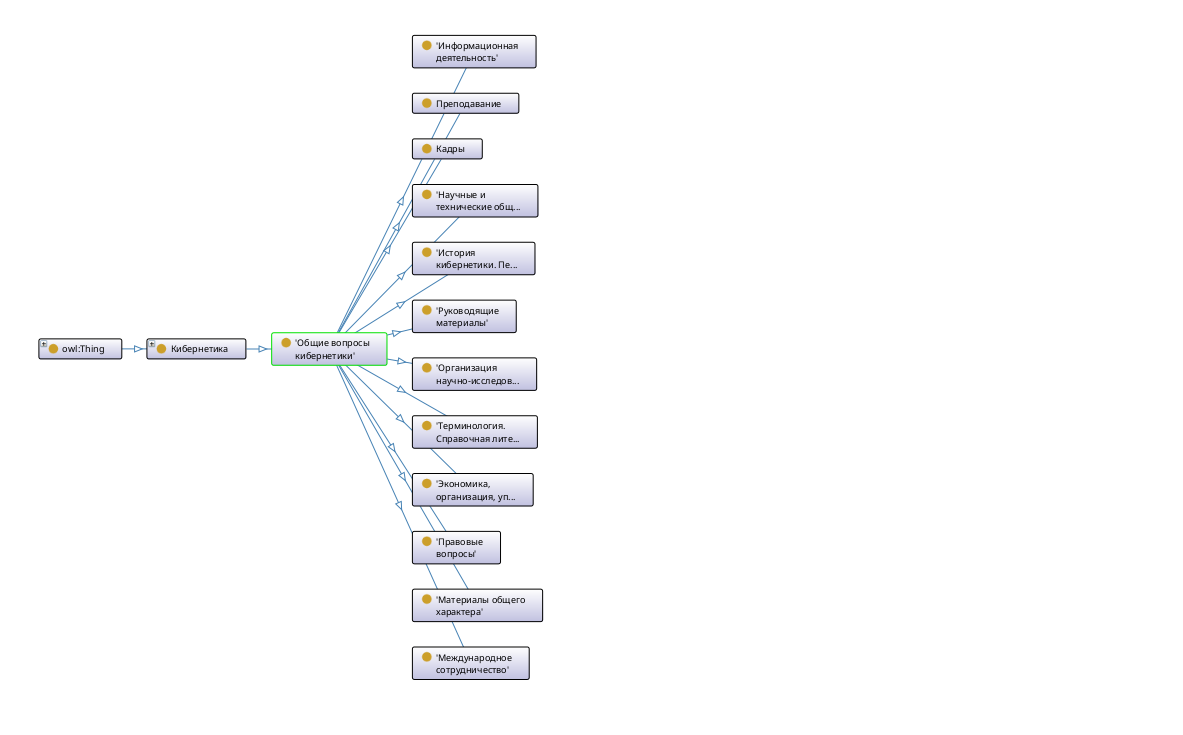 'Информационная
деятельность'
Преподавание
Кадры
'Научные и
технические общ...
'История
кибернетики. Пе...
'Руководящие
материалы'
owl:Thing
Кибернетика
'Общие вопросы
кибернетики'
'Организация
научно-исследов...
'Терминология.
Справочная лите...
'Экономика,
организация, уп...
'Правовые
вопросы'
'Материалы общего
характера'
'Международное
сотрудничество'